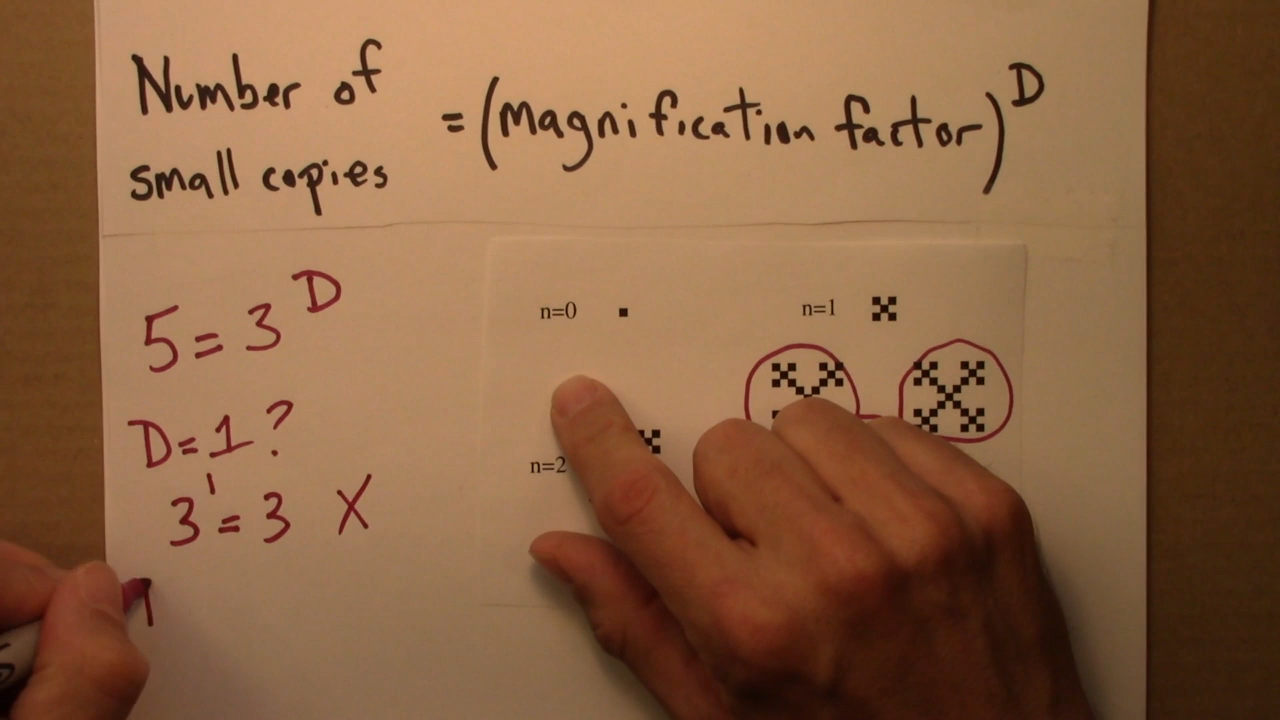 Number of
small copies
= (magnification factor)^D
5 = 3^D
n=0
n=1
D = 1 ?
n=2
3^1 = 3 X